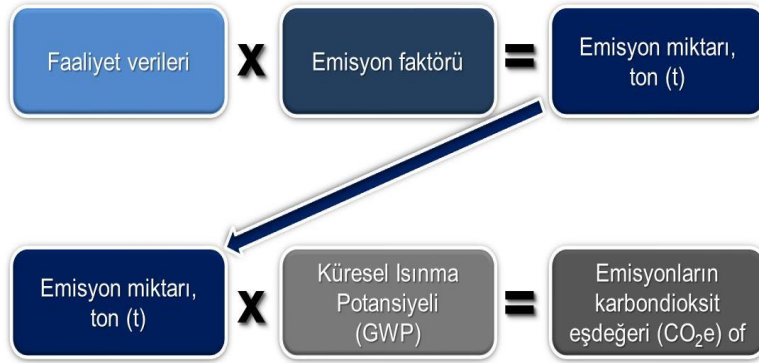 Faaliyet verileri
x
Emisyon faktörü
=
Emisyon miktarı,
ton (t)
Emisyon miktarı,
ton (t)
x
Küresel Isınma
Potansiyeli
(GWP)
=
Emisyonların
karbondioksit
eşdeğeri (CO₂e) of